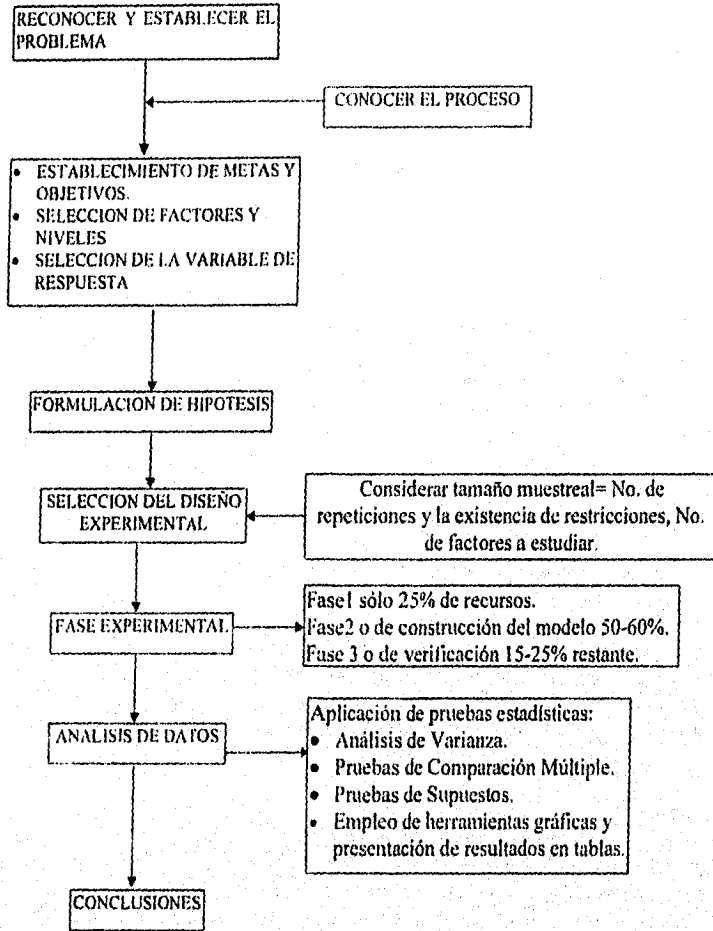 RECONOCER Y ESTABLECER EL
PROBLEMA
CONOCER EL PROCESO
• ESTABLECIMIENTO DE METAS Y
OBJETIVOS.
• SELECCION DE FACTORES Y
NIVELES
• SELECCION DE LA VARIABLE DE
RESPUESTA
FORMULACION DE HIPOTESIS
SELECCION DEL DISEÑO
EXPERIMENTAL
Considerar tamaño muestreal= No. de
repeticiones y la existencia de restricciones, No.
de factores a estudiar.
FASE EXPERIMENTAL
Fase1 sólo 25% de recursos.
Fase2 o de construcción del modelo 50-60%.
Fase 3 o de verificación 15-25% restante.
ANALISIS DE DATOS
Aplicación de pruebas estadísticas:
• Análisis de Varianza.
• Pruebas de Comparación Múltiple.
• Pruebas de Supuestos.
• Empleo de herramientas gráficas y
presentación de resultados en tablas.
CONCLUSIONES